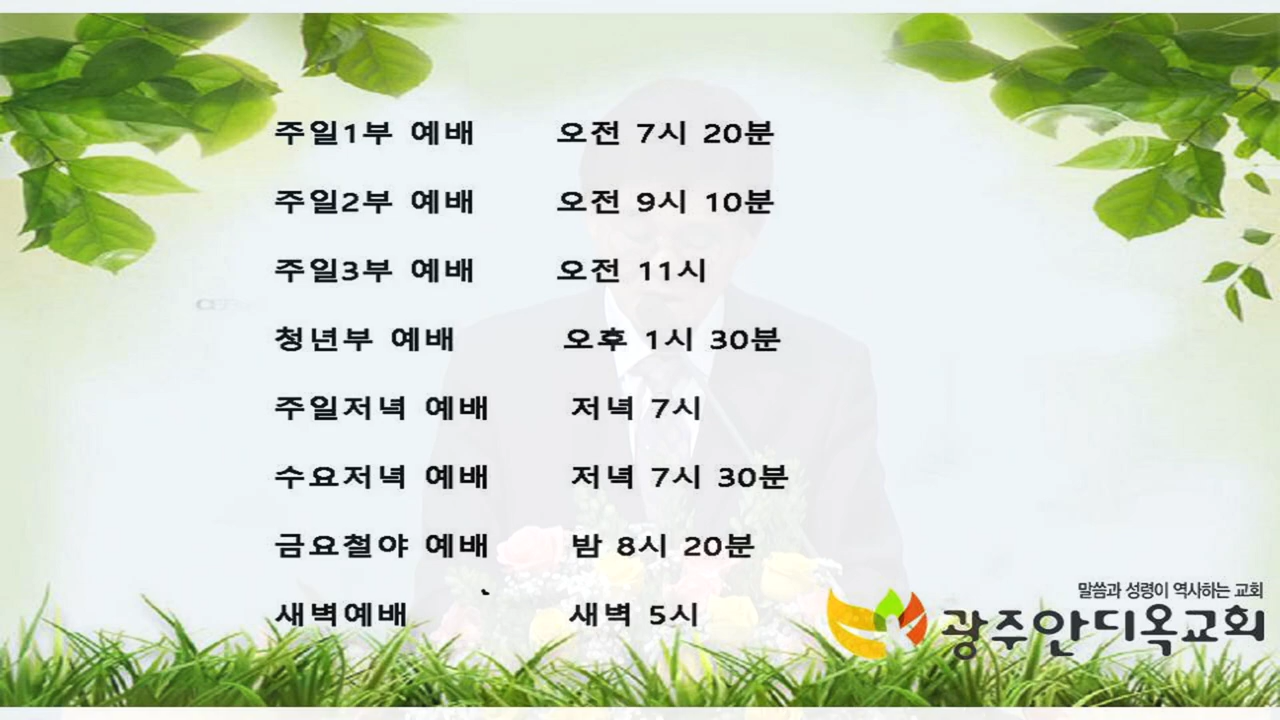 주일1부 예배 오전 7시 20분
주일2부 예배 오전 9시 10분
주일3부 예배 오전 11시
청년부 예배 오후 1시 30분
주일저녁 예배 저녁 7시
수요저녁 예배 저녁 7시 30분
금요철야 예배 밤 8시 20분
새벽예배 새벽 5시
말씀과 성령이 역사하는 교회
광주안디옥교회